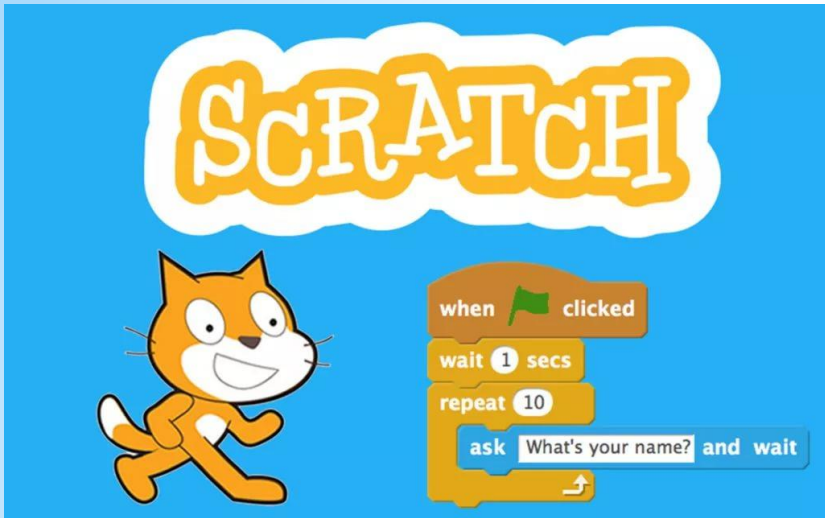 SCRATCH
when clicked
wait 1 secs
repeat 10
ask What's your name? and wait